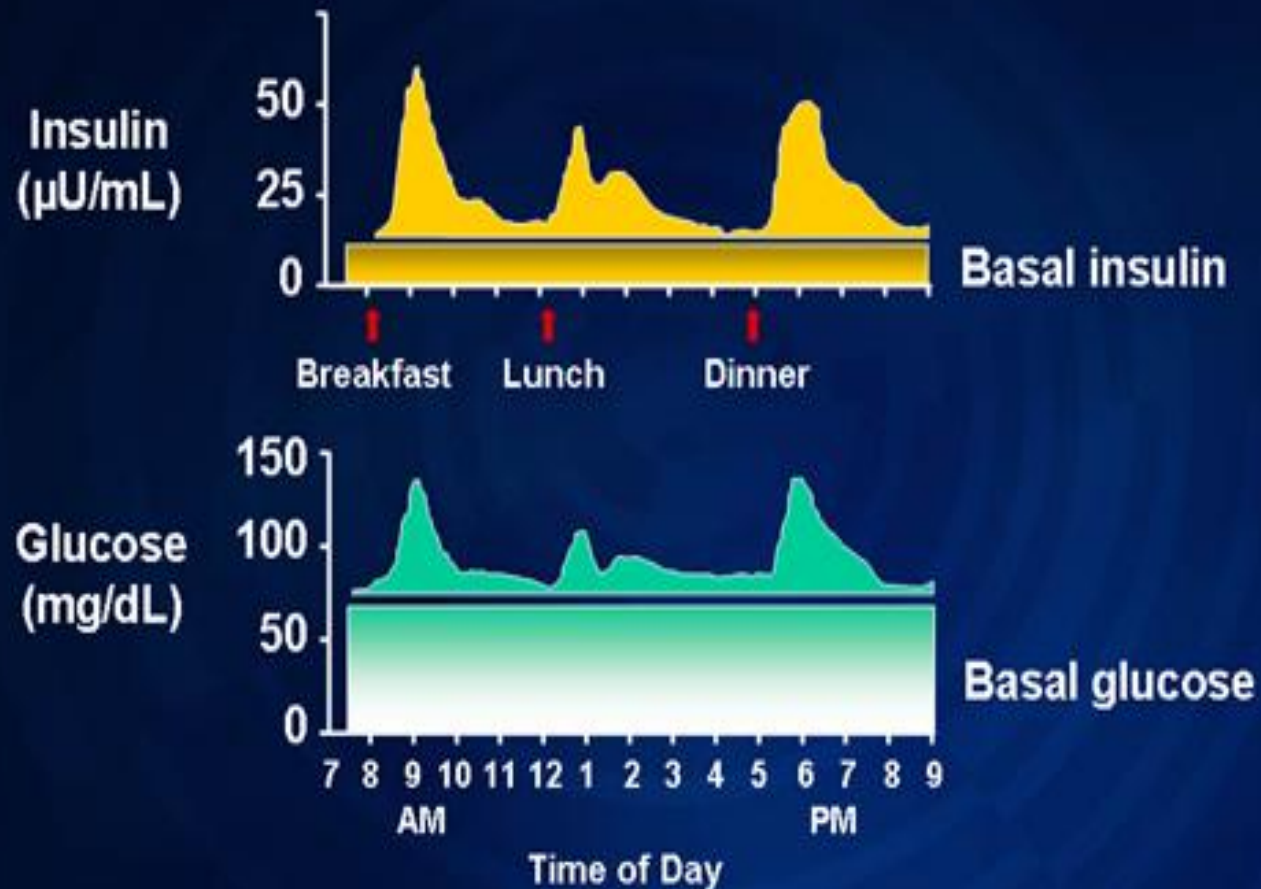 Insulin
(µU/mL)
50
25
0
Basal insulin
Breakfast Lunch Dinner
Glucose
(mg/dL)
150
100
50
0
Basal glucose
7 8 9 10 11 12 1 2 3 4 5 6 7 8 9
AM PM
Time of Day